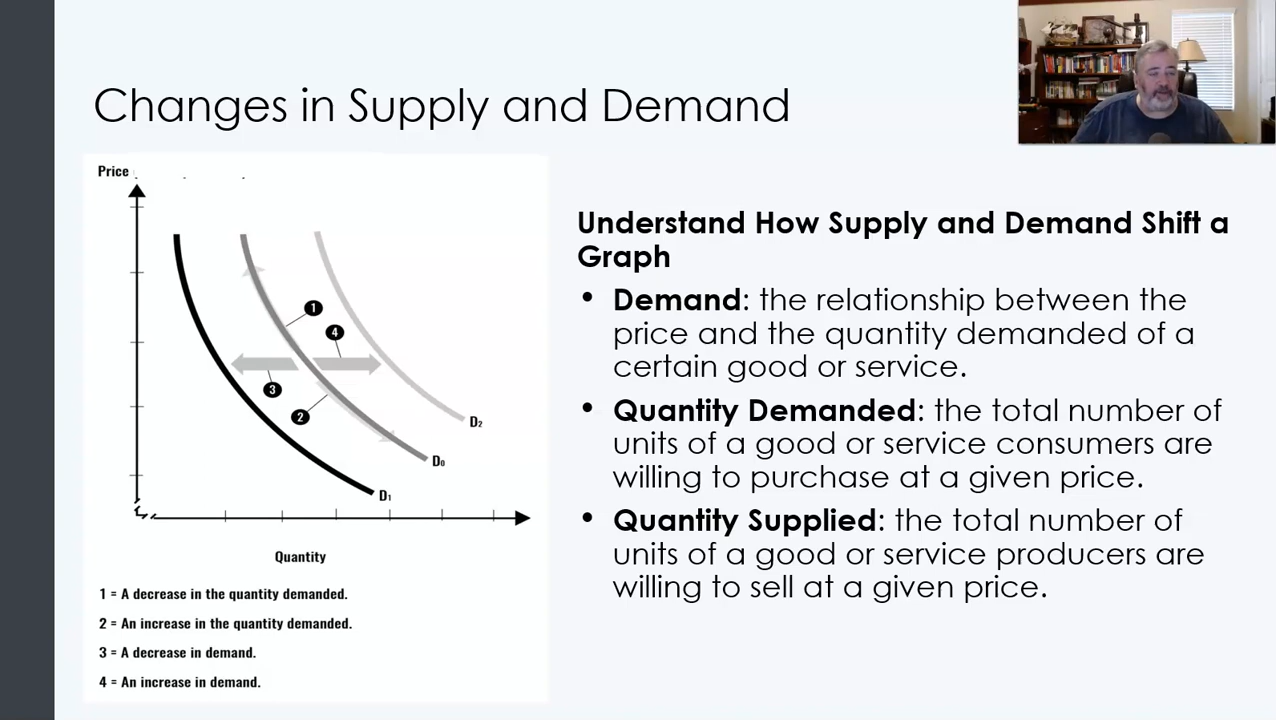 Changes in Supply and Demand
Price
1
4
3
2
D₂
D₀
D₁
Quantity
1 = A decrease in the quantity demanded.
2 = An increase in the quantity demanded.
3 = A decrease in demand.
4 = An increase in demand.
Understand How Supply and Demand Shift a
Graph
• Demand: the relationship between the
price and the quantity demanded of a
certain good or service.
• Quantity Demanded: the total number of
units of a good or service consumers are
willing to purchase at a given price.
• Quantity Supplied: the total number of
units of a good or service producers are
willing to sell at a given price.